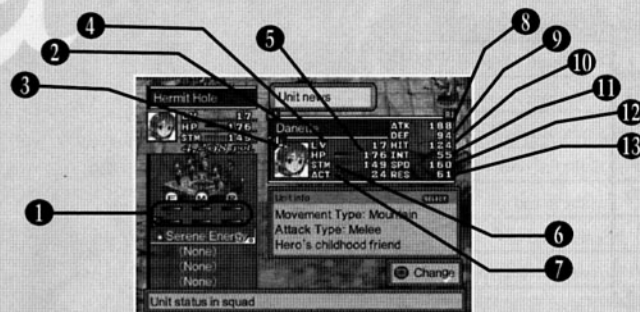 4 5
2 8
3 9
10
11
12
13
Hermit Hole
Unit news
17
HP 176
STM 149
Danette
LV 17
HP 176
STM 149
ACT 24
ATK 188
DEF 94
HIT 124
INT 55
SPD 160
RES 61
1
Unit info SELECT
Movement Type: Mountain
Attack Type: Melee
Hero's childhood friend
6
7
Serene Energy
(None)
(None)
(None)
Change
Unit status in squad